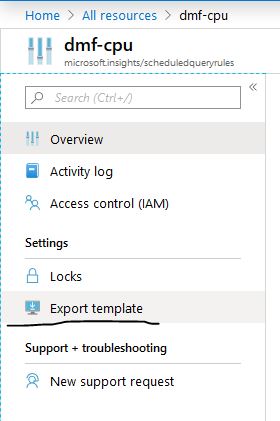 Home > All resources > dmf-cpu
dmf-cpu
microsoft.insights/scheduledqueryrules
Search (Ctrl+/)
«
Overview
Activity log
Access control (IAM)
Settings
Locks
Export template
Support + troubleshooting
New support request